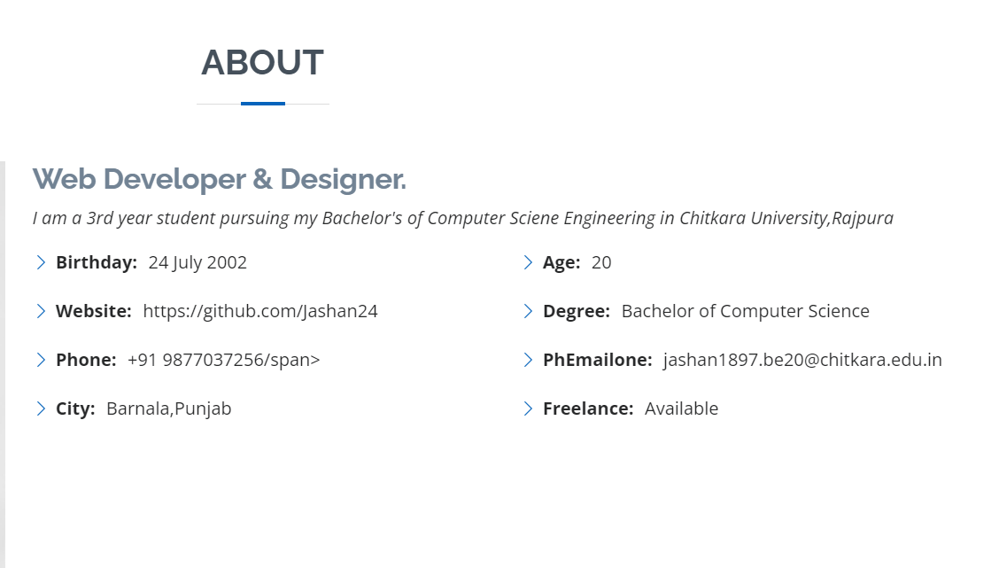 ABOUT
Web Developer & Designer.
I am a 3rd year student pursuing my Bachelor's of Computer Sciene Engineering in Chitkara University,Rajpura
Birthday: 24 July 2002
Age: 20
Website: https://github.com/Jashan24
Degree: Bachelor of Computer Science
Phone: +91 9877037256/span>
PhEmailone: jashan1897.be20@chitkara.edu.in
City: Barnala,Punjab
Freelance: Available